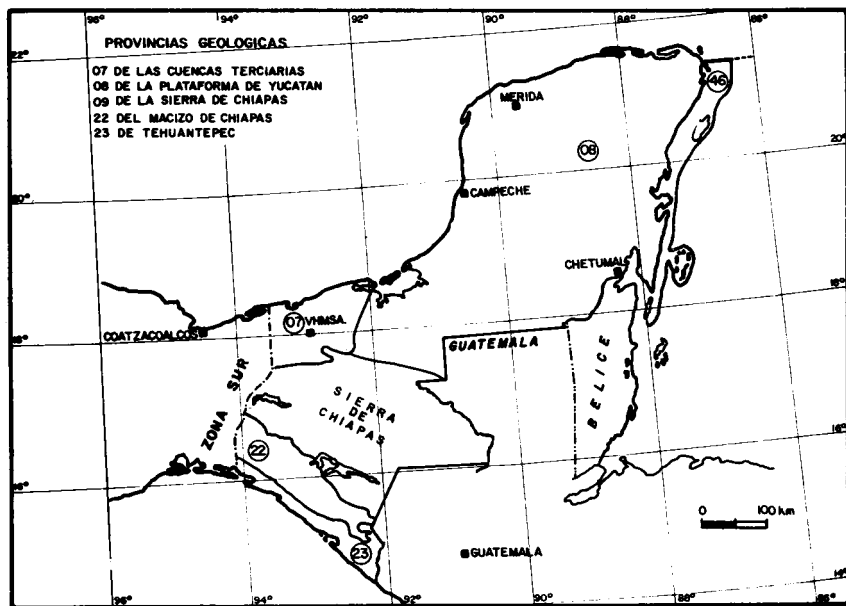 96° 94° 92° 90° 88° 86°
22°
PROVINCIAS GEOLOGICAS
07 DE LAS CUENCAS TERCIARIAS
08 DE LA PLATAFORMA DE YUCATAN
09 DE LA SIERRA DE CHIAPAS
22 DEL MACIZO DE CHIAPAS
23 DE TEHUANTEPEC
46
MERIDA
08
20°
CAMPECHE
CHETUMAL
18°
07 VHMSA.
COATZACOALCOS
GUATEMALA
BELICE
ZONA SUR
SIERRA
DE
CHIAPAS
22
16°
0 100 km
23
GUATEMALA
14°
96° 94° 92° 90° 88° 86°